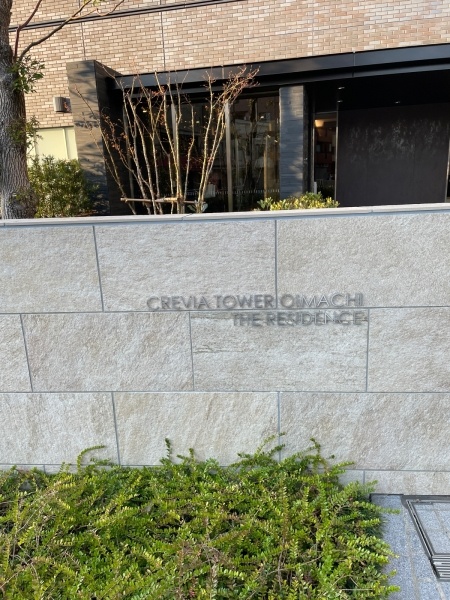 CREVIA TOWER OIMACHI
THE RESIDENCE